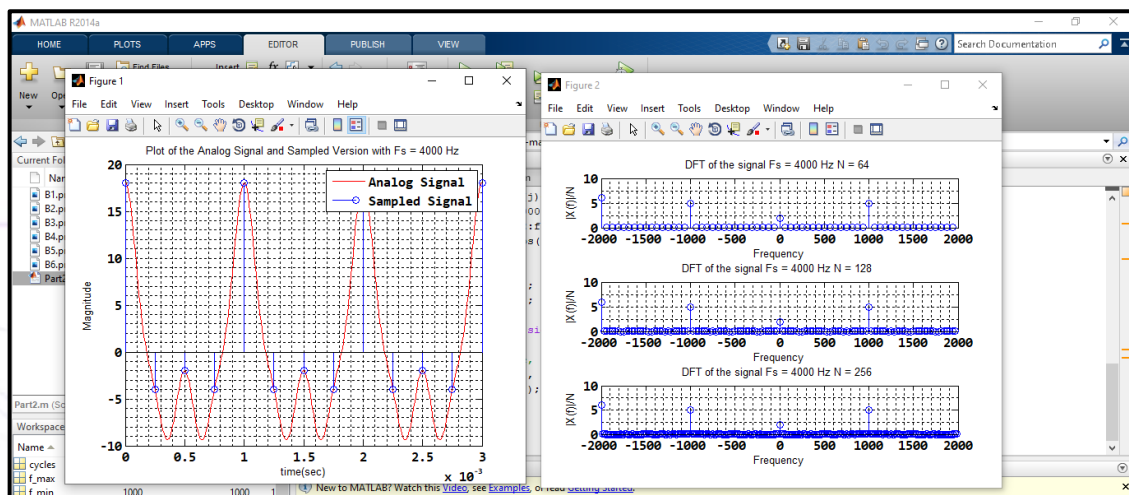 MATLAB R2014a
HOME PLOTS APPS EDITOR PUBLISH VIEW
Search Documentation
New
Find Files
Insert
fx
Current Fol
Nar
B1.p
B2.p
B3.p
B4.p
B5.p
B6.p
Part2
Part2.m (Sc
Workspace
Name
cycles
f_max
f_min 1000 1000 1
Figure 1
File Edit View Insert Tools Desktop Window Help
Plot of the Analog Signal and Sampled Version with Fs = 4000 Hz
Analog Signal
Sampled Signal
Magnitude
20
15
10
5
0
-5
-10
0 0.5 1 1.5 2 2.5 3
time(sec)
x 10^-3
Figure 2
File Edit View Insert Tools Desktop Window Help
DFT of the signal Fs = 4000 Hz N = 64
|X(f)|/N
10
5
0
-2000 -1500 -1000 -500 0 500 1000 1500 2000
Frequency
DFT of the signal Fs = 4000 Hz N = 128
|X(f)|/N
10
5
0
-2000 -1500 -1000 -500 0 500 1000 1500 2000
Frequency
DFT of the signal Fs = 4000 Hz N = 256
|X(f)|/N
10
5
0
-2000 -1500 -1000 -500 0 500 1000 1500 2000
Frequency
New to MATLAB? Watch this Video, see Examples, or read Getting Started.